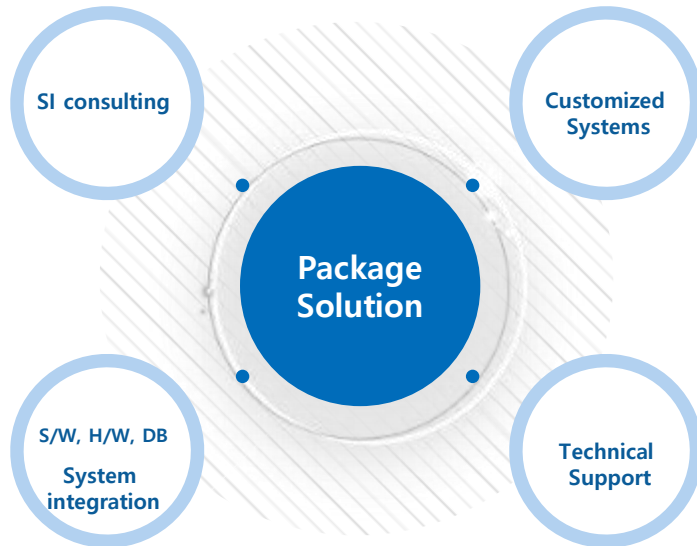 SI consulting
Customized
Systems
Package
Solution
S/W, H/W, DB
System
integration
Technical
Support